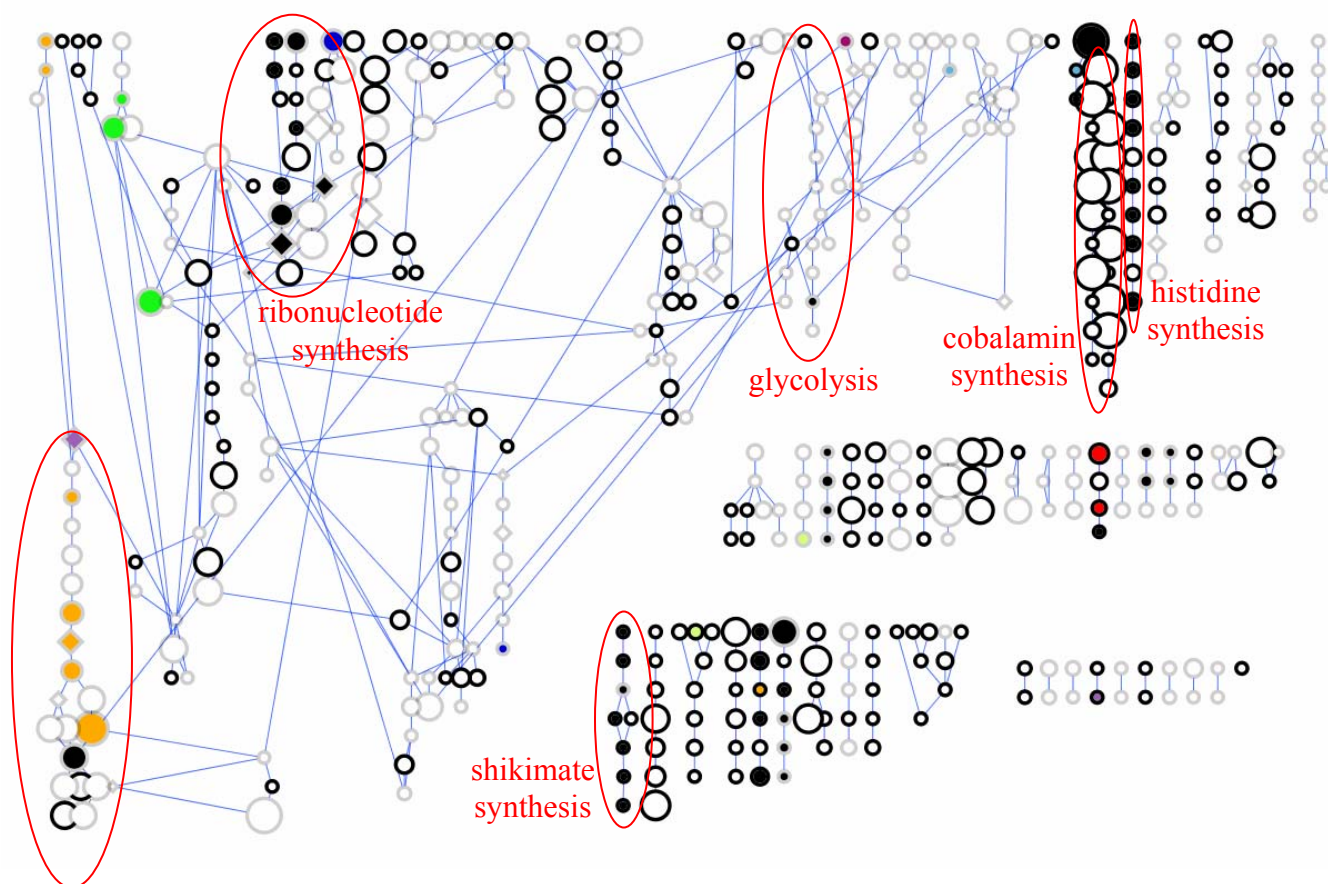 ribonucleotide
synthesis
glycolysis
cobalamin
synthesis
histidine
synthesis
shikimate
synthesis